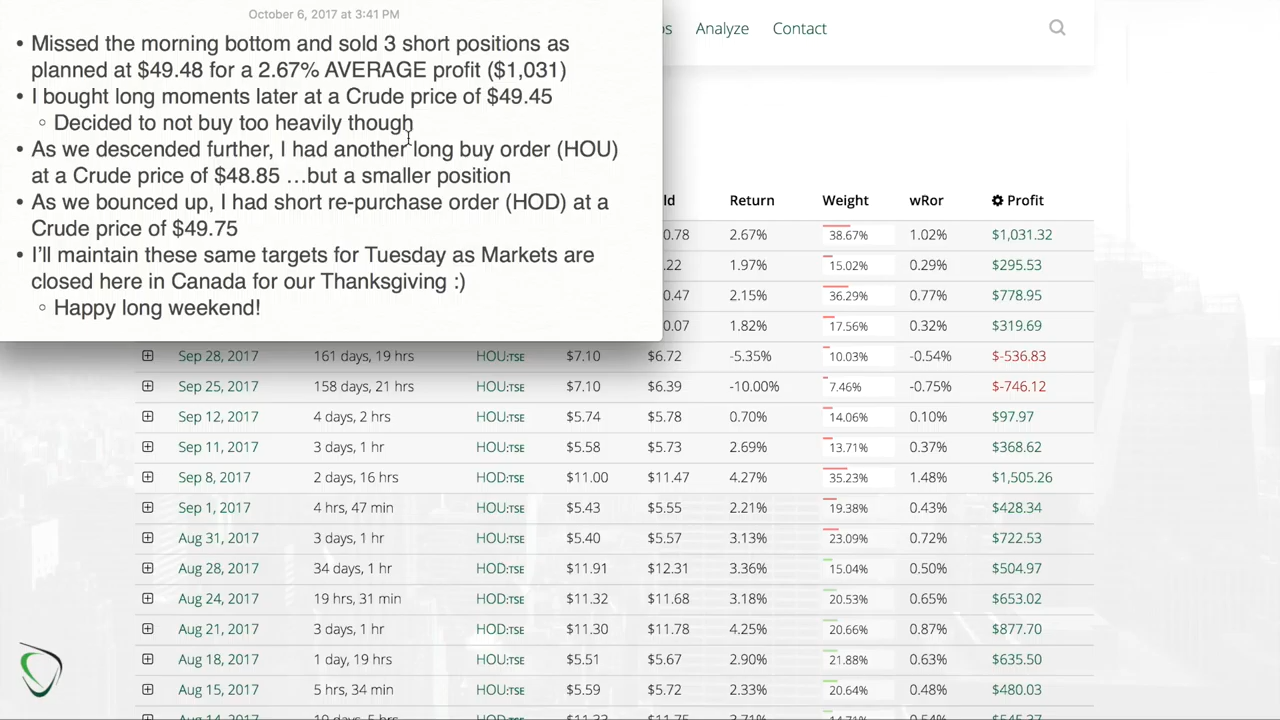 October 6, 2017 at 3:41 PM
• Missed the morning bottom and sold 3 short positions as
planned at $49.48 for a 2.67% AVERAGE profit ($1,031)
• I bought long moments later at a Crude price of $49.45
◦ Decided to not buy too heavily though
• As we descended further, I had another long buy order (HOU)
at a Crude price of $48.85 …but a smaller position
• As we bounced up, I had short re-purchase order (HOD) at a
Crude price of $49.75
• I’ll maintain these same targets for Tuesday as Markets are
closed here in Canada for our Thanksgiving :)
◦ Happy long weekend!
os Analyze Contact
ld Return Weight wRor Profit
0.78 2.67% 38.67% 1.02% $1,031.32
.22 1.97% 15.02% 0.29% $295.53
0.47 2.15% 36.29% 0.77% $778.95
0.07 1.82% 17.56% 0.32% $319.69
Sep 28, 2017 161 days, 19 hrs HOU:TSE $7.10 $6.72 -5.35% 10.03% -0.54% $-536.83
Sep 25, 2017 158 days, 21 hrs HOU:TSE $7.10 $6.39 -10.00% 7.46% -0.75% $-746.12
Sep 12, 2017 4 days, 2 hrs HOU:TSE $5.74 $5.78 0.70% 14.06% 0.10% $97.97
Sep 11, 2017 3 days, 1 hr HOU:TSE $5.58 $5.73 2.69% 13.71% 0.37% $368.62
Sep 8, 2017 2 days, 16 hrs HOD:TSE $11.00 $11.47 4.27% 35.23% 1.48% $1,505.26
Sep 1, 2017 4 hrs, 47 min HOU:TSE $5.43 $5.55 2.21% 19.38% 0.43% $428.34
Aug 31, 2017 3 days, 1 hr HOU:TSE $5.40 $5.57 3.13% 23.09% 0.72% $722.53
Aug 28, 2017 34 days, 1 hr HOD:TSE $11.91 $12.31 3.36% 15.04% 0.50% $504.97
Aug 24, 2017 19 hrs, 31 min HOD:TSE $11.32 $11.68 3.18% 20.53% 0.65% $653.02
Aug 21, 2017 3 days, 1 hr HOD:TSE $11.30 $11.78 4.25% 20.66% 0.87% $877.70
Aug 18, 2017 1 day, 19 hrs HOU:TSE $5.51 $5.67 2.90% 21.88% 0.63% $635.50
Aug 15, 2017 5 hrs, 34 min HOU:TSE $5.59 $5.72 2.33% 20.64% 0.48% $480.03